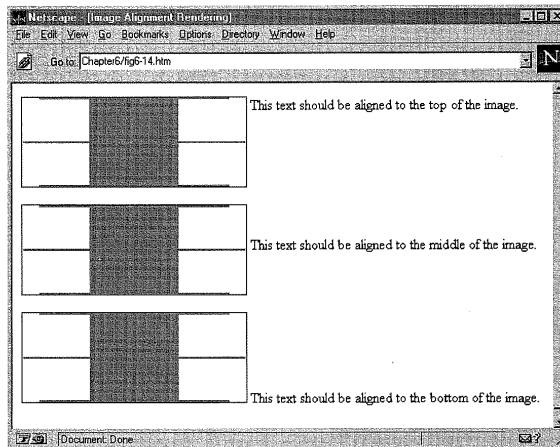 Netscape - [Image Alignment Rendering]
File Edit View Go Bookmarks Options Directory Window Help
Go to: Chapter6/fig6-14.htm
N
This text should be aligned to the top of the image.
This text should be aligned to the middle of the image.
This text should be aligned to the bottom of the image.
Document: Done